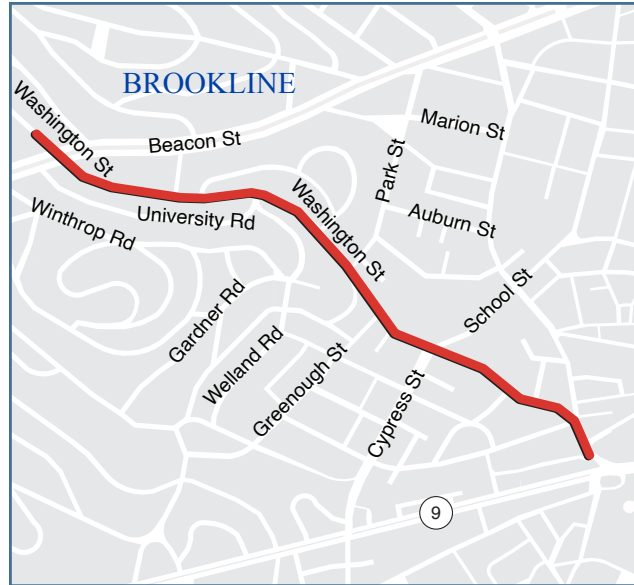 BROOKLINE
Washington St
Beacon St
Marion St
Park St
Washington St
Winthrop Rd
University Rd
Auburn St
School St
Gardner Rd
Welland Rd
Greenough St
Cypress St
9